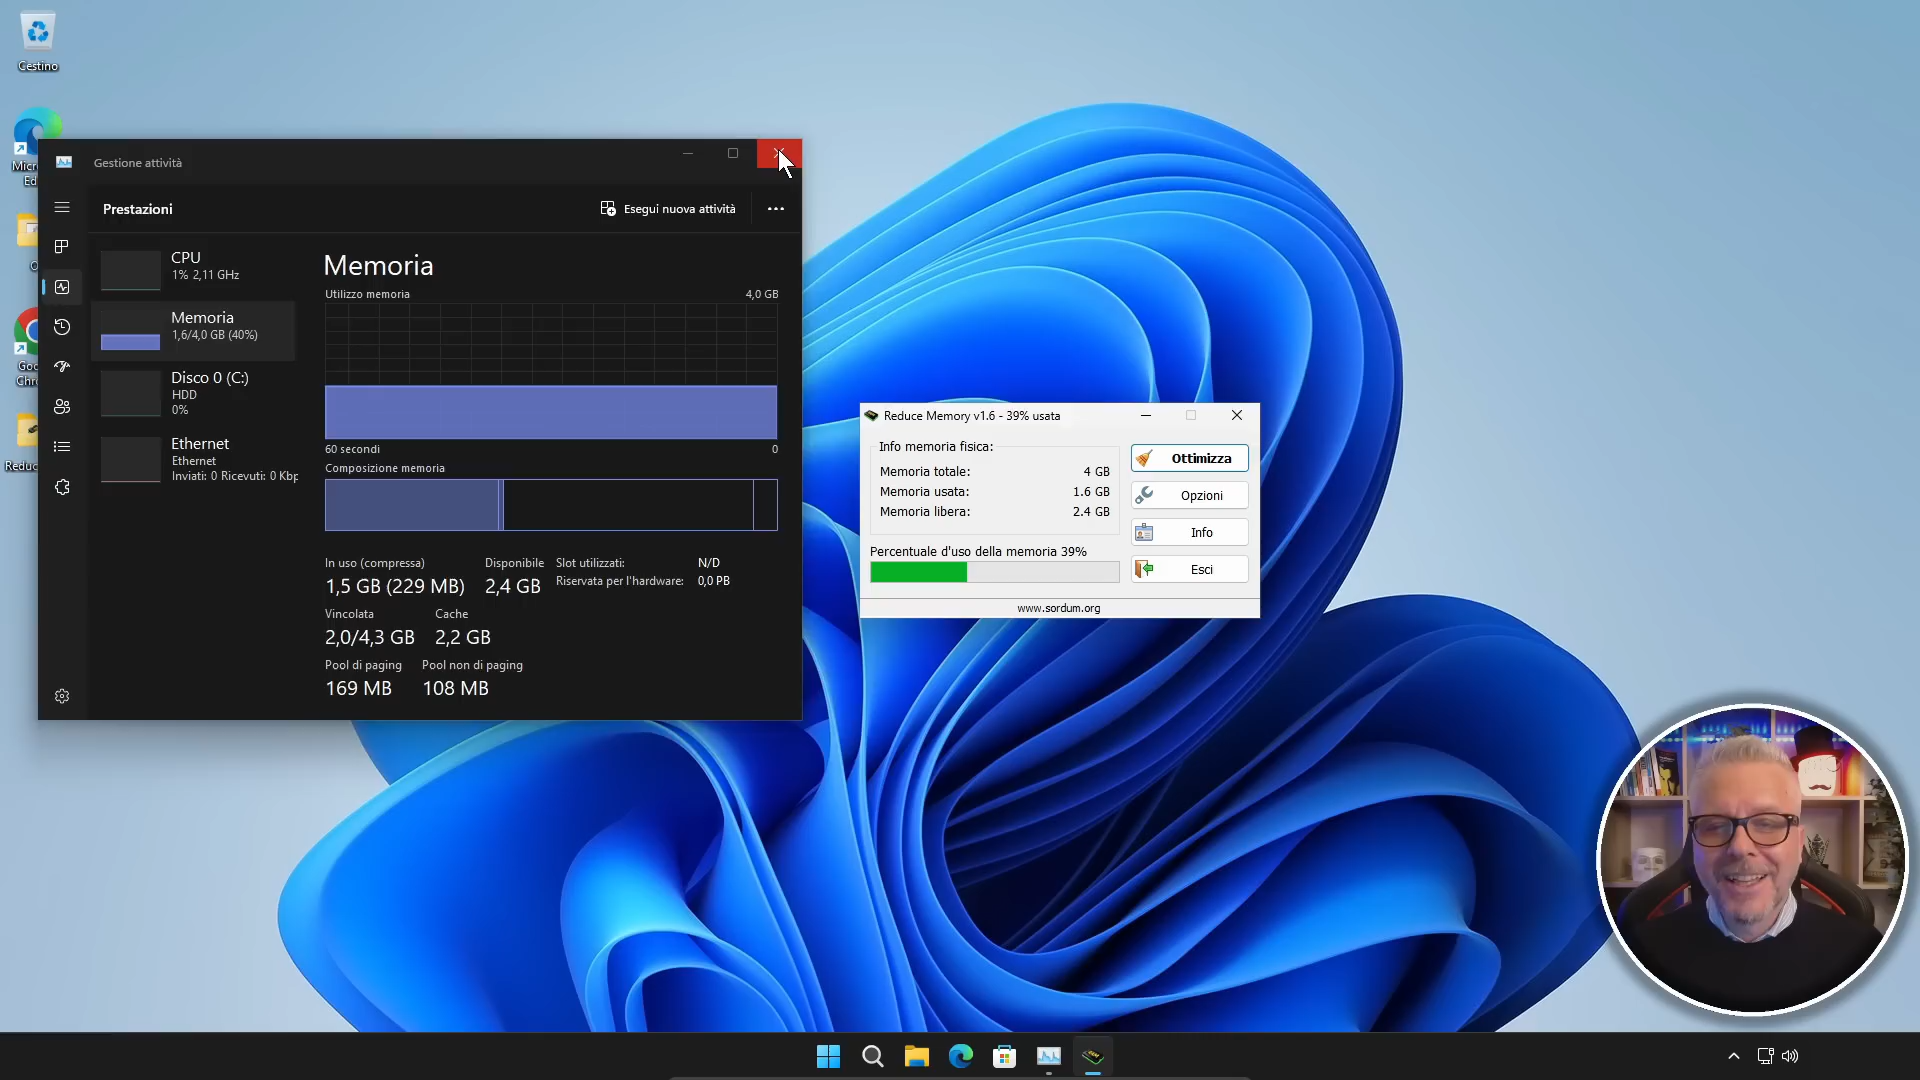 Cestino
Gestione attività
Prestazioni
Esegui nuova attività
CPU
1% 2,11 GHz
Memoria
1,6/4,0 GB (40%)
Disco 0 (C:)
HDD
0%
Ethernet
Ethernet
Inviati: 0 Ricevuti: 0 Kbp
Memoria
Utilizzo memoria 4,0 GB
60 secondi 0
Composizione memoria
In uso (compressa) Disponibile Slot utilizzati: N/D
1,5 GB (229 MB) 2,4 GB Riservata per l'hardware: 0,0 PB
Vincolata Cache
2,0/4,3 GB 2,2 GB
Pool di paging Pool non di paging
169 MB 108 MB
Reduce Memory v1.6 - 39% usata
Info memoria fisica:
Memoria totale: 4 GB
Memoria usata: 1.6 GB
Memoria libera: 2.4 GB
Percentuale d'uso della memoria 39%
Ottimizza
Opzioni
Info
Esci
www.sordum.org